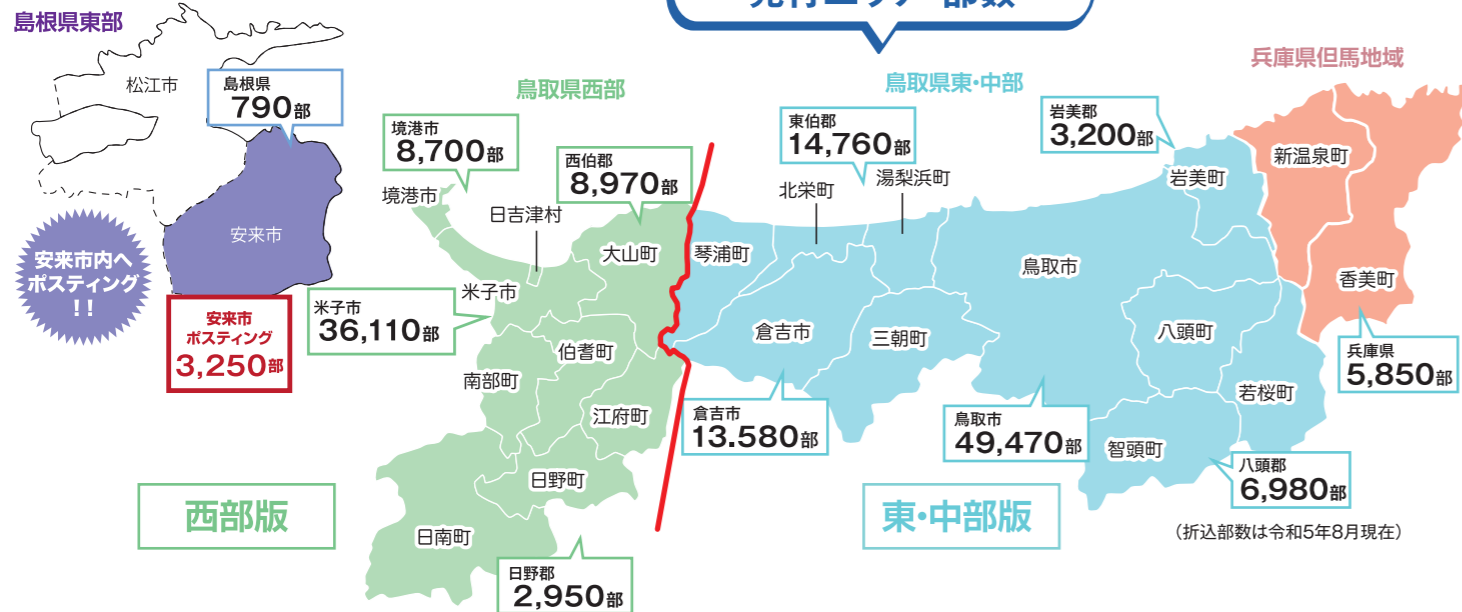 島根県東部
松江市
島根県
790部
安来市
安来市内へ
ポスティング
!!
安来市
ポスティング
3,250部
鳥取県西部
境港市
8,700部
西伯郡
8,970部
境港市
日吉津村
大山町
米子市
米子市
36,110部
伯耆町
南部町
江府町
日野町
日南町
日野郡
2,950部
西部版
鳥取県東・中部
東伯郡
14,760部
岩美郡
3,200部
北栄町
湯梨浜町
岩美町
琴浦町
鳥取市
倉吉市
三朝町
八頭町
若桜町
智頭町
倉吉市
13.580部
鳥取市
49,470部
八頭郡
6,980部
東・中部版
兵庫県但馬地域
新温泉町
香美町
兵庫県
5,850部
(折込部数は令和5年8月現在)